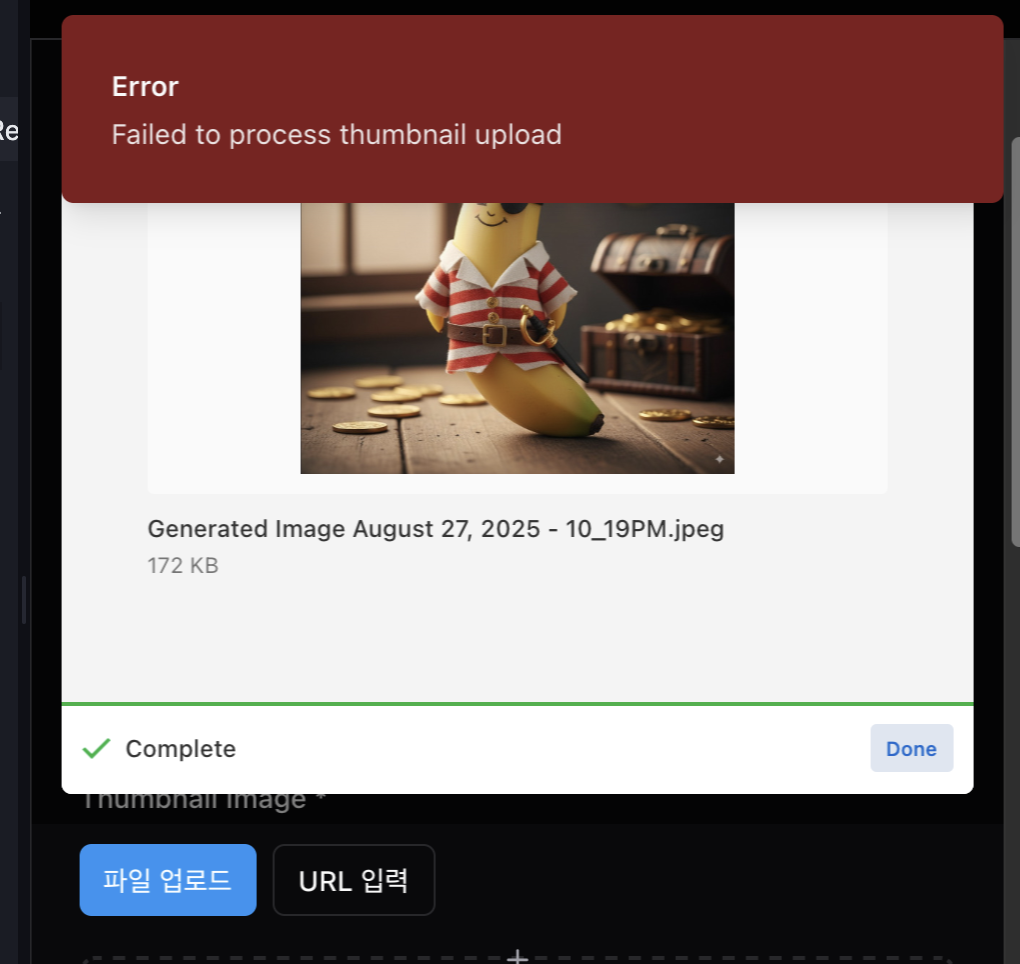 Error
Failed to process thumbnail upload
Re
Generated Image August 27, 2025 - 10_19PM.jpeg
172 KB
Complete
Done
Thumbnail Image *
파일 업로드
URL 입력